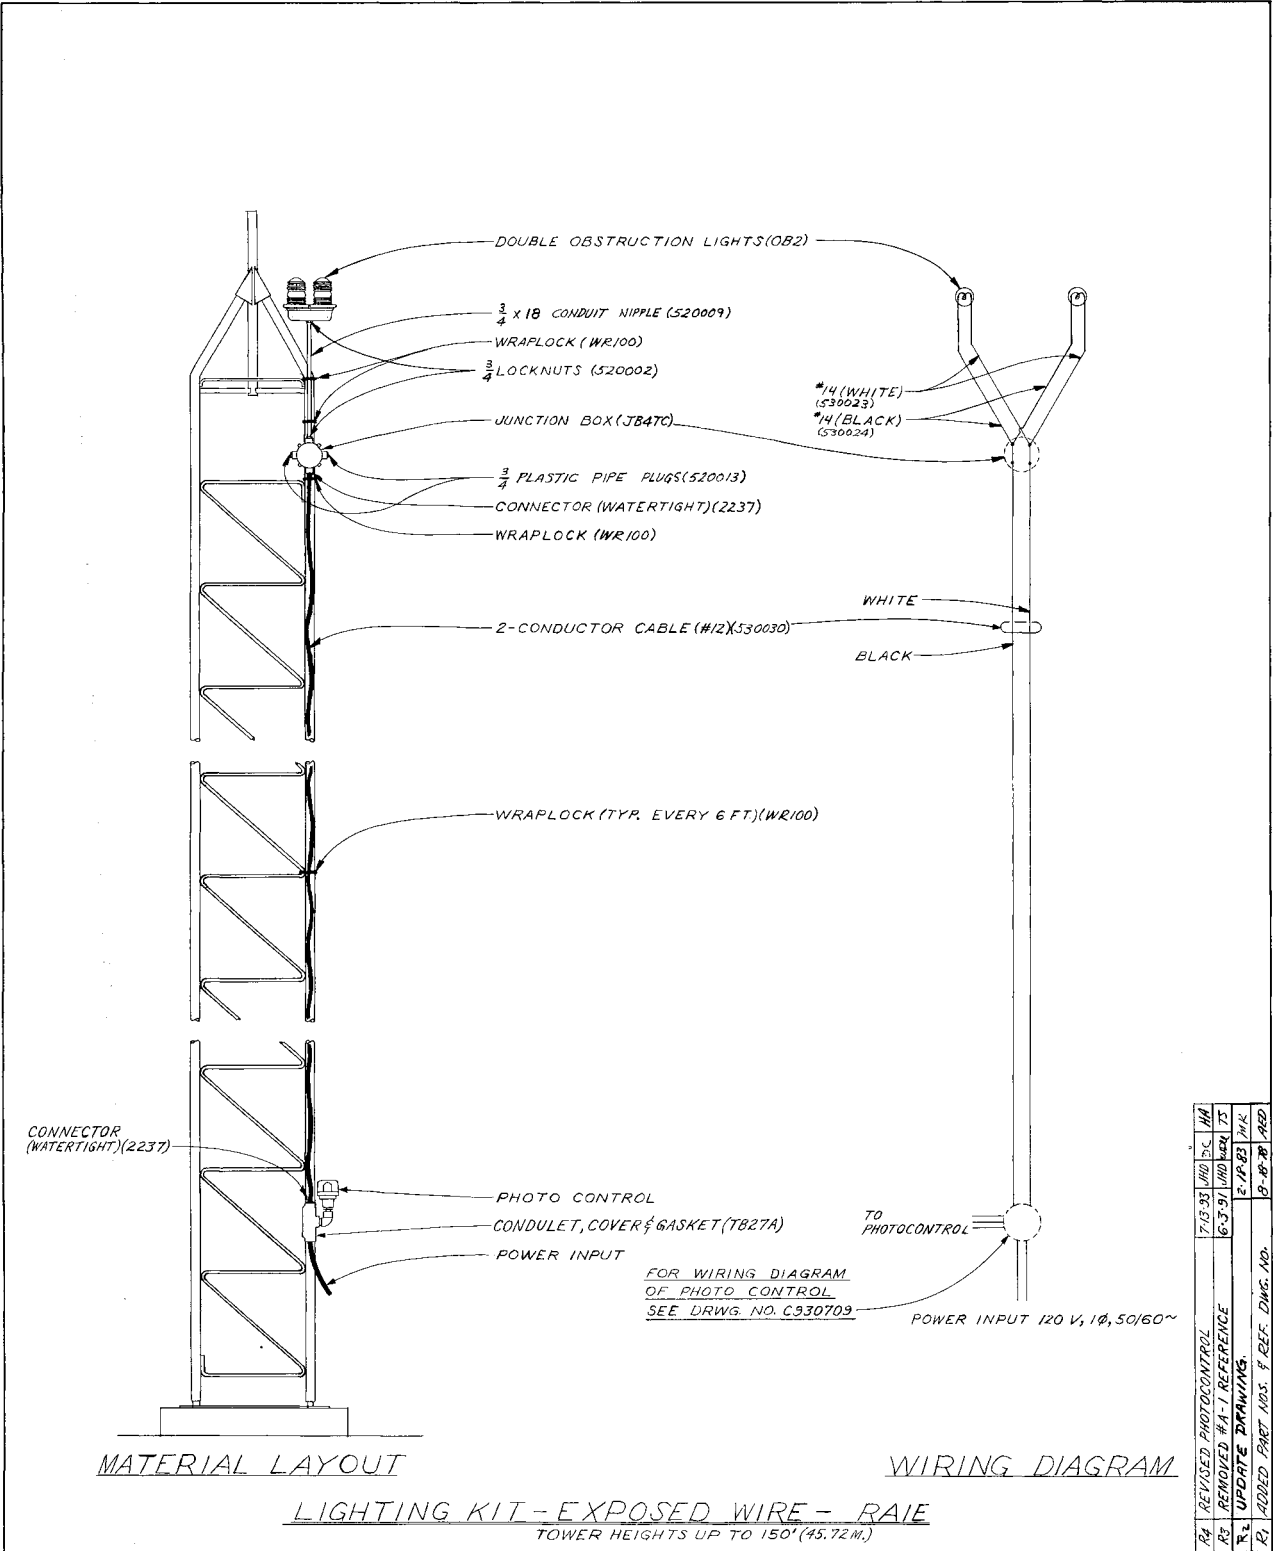 DOUBLE OBSTRUCTION LIGHTS(OB2)
3/4 x 18 CONDUIT NIPPLE (520009)
WRAPLOCK (WR100)
3/4 LOCKNUTS (520002)
JUNCTION BOX (JB4TC)
3/4 PLASTIC PIPE PLUGS(520013)
CONNECTOR (WATERTIGHT)(2237)
WRAPLOCK (WR100)
2-CONDUCTOR CABLE (#12)(530030)
WRAPLOCK (TYP. EVERY 6 FT.)(WR100)
CONNECTOR
(WATERTIGHT)(2237)
PHOTO CONTROL
CONDULET, COVER & GASKET (TB27A)
POWER INPUT
#14 (WHITE)
(530023)
#14 (BLACK)
(530024)
WHITE
BLACK
TO
PHOTOCONTROL
FOR WIRING DIAGRAM
OF PHOTO CONTROL
SEE DRWG. NO. C930709
POWER INPUT 120 V, 1Ø, 50/60~
MATERIAL LAYOUT
WIRING DIAGRAM
LIGHTING KIT - EXPOSED WIRE - RAIE
TOWER HEIGHTS UP TO 150' (45.72 M.)
R4 REVISED PHOTOCONTROL 7-13-93 JHD HA
R3 REMOVED #A-1 REFERENCE 6-3-91 JHD TS
R2 UPDATE DRAWING. 2-18-83
R1 ADDED PART NOS. & REF. DWG. NO. AED